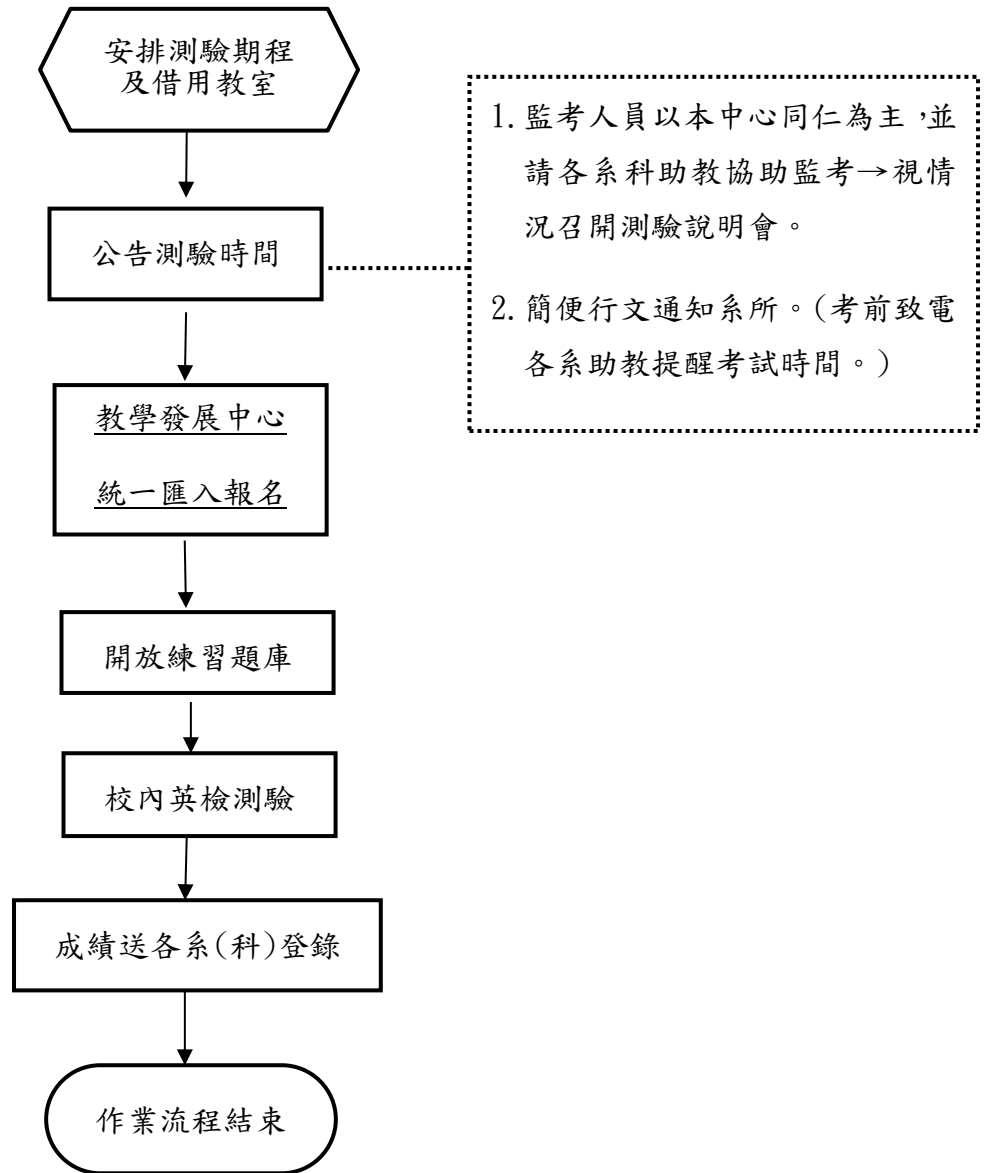 安排測驗期程
及借用教室
公告測驗時間
1. 監考人員以本中心同仁為主,並
請各系科助教協助監考→視情
況召開測驗說明會。
2. 簡便行文通知系所。(考前致電
各系助教提醒考試時間。)
教學發展中心
統一匯入報名
開放練習題庫
校內英檢測驗
成績送各系(科)登錄
作業流程結束